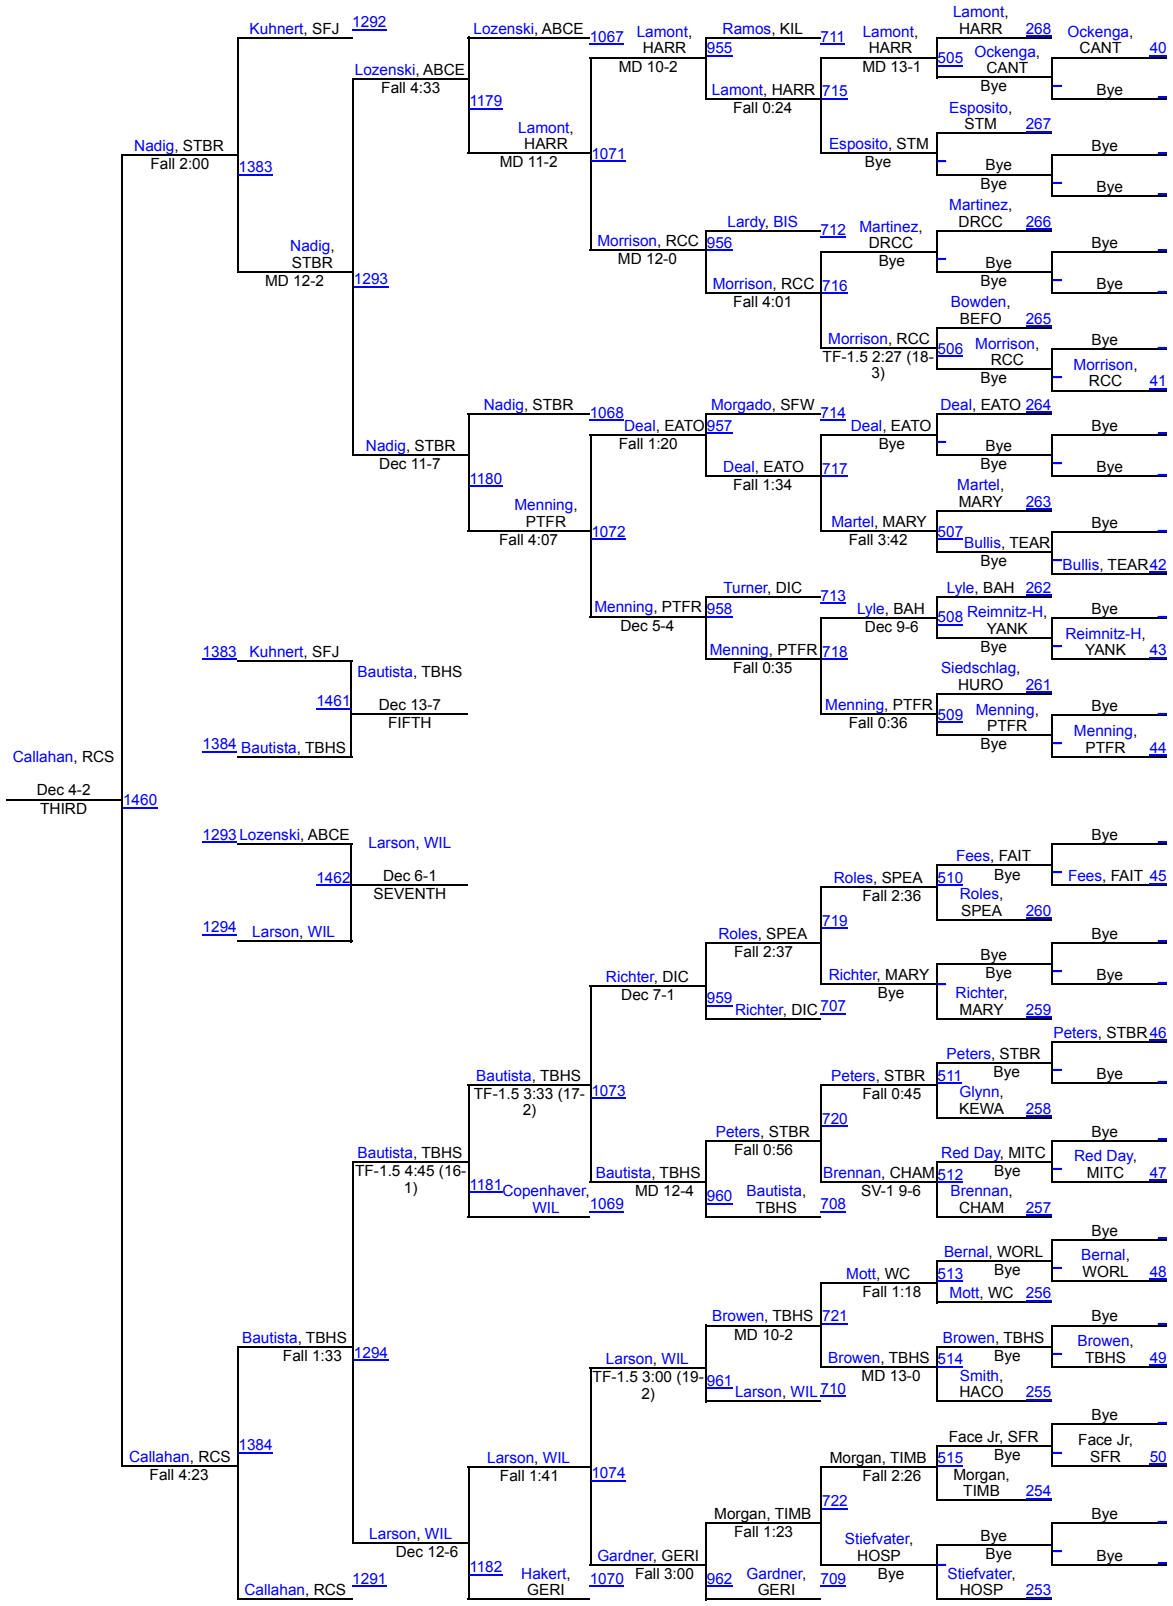 Kuhnert, SFJ 1292
Lozenski, ABCE 1067
Lamont, HARR
MD 10-2
Ramos, KIL 711
955
Lamont, HARR
MD 13-1
Lamont, HARR 268
Ockenga, CANT 40
505
Ockenga, CANT
Bye
Bye
Lozenski, ABCE
Fall 4:33
1179
Lamont, HARR
Fall 0:24
715
Esposito, STM 267
Lamont, HARR
MD 11-2
1071
Esposito, STM
Bye
Bye
Bye
Bye
Bye
Nadig, STBR
Fall 2:00
1383
Lardy, BIS 712
Martinez, DRCC
Bye
Martinez, DRCC 266
Morrison, RCC
MD 12-0
956
Bye
Bye
Bye
Bye
Nadig, STBR
MD 12-2
1293
Morrison, RCC
Fall 4:01
716
Bowden, BEFO 265
Morrison, RCC
TF-1.5 2:27 (18-3)
506
Morrison, RCC
Bye
Bye
Morrison, RCC 41
Nadig, STBR 1068
Deal, EATO
Fall 1:20
Morgado, SFW 714
957
Deal, EATO
Bye
Deal, EATO 264
Bye
Bye
Bye
Bye
Nadig, STBR
Dec 11-7
1180
Deal, EATO
Fall 1:34
717
Martel, MARY 263
Menning, PTFR
Fall 4:07
1072
Martel, MARY
Fall 3:42
507
Bullis, TEAR
Bye
Bye
Bullis, TEAR 42
Turner, DIC 713
Lyle, BAH 262
Menning, PTFR
Dec 5-4
958
Lyle, BAH
Dec 9-6
508
Reimnitz-H, YANK
Bye
Bye
Reimnitz-H, YANK 43
1383 Kuhnert, SFJ
Bautista, TBHS
Menning, PTFR
Fall 0:35
718
Siedschlag, HURO 261
1461
Dec 13-7
FIFTH
Menning, PTFR
Fall 0:36
509
Menning, PTFR
Bye
Bye
Menning, PTFR 44
1384 Bautista, TBHS
Callahan, RCS
Dec 4-2
THIRD
1460
1293 Lozenski, ABCE
Larson, WIL
1462
Dec 6-1
SEVENTH
1294 Larson, WIL
Roles, SPEA
Fall 2:36
510
Fees, FAIT
Bye
Bye
Fees, FAIT 45
Roles, SPEA 260
719
Roles, SPEA
Fall 2:37
Richter, MARY
Bye
Bye
Bye
Bye
Bye
Richter, MARY 259
Richter, DIC
Dec 7-1
959
Richter, DIC 707
Peters, STBR 46
Peters, STBR
Fall 0:45
511
Peters, STBR
Bye
Bye
Glynn, KEWA 258
Bautista, TBHS
TF-1.5 3:33 (17-2)
1073
720
Peters, STBR
Fall 0:56
Brennan, CHAM
SV-1 9-6
512
Red Day, MITC
Bye
Bye
Red Day, MITC 47
Brennan, CHAM 257
Bautista, TBHS
TF-1.5 4:45 (16-1)
1181
Copenhaver, WIL 1069
Bautista, TBHS
MD 12-4
960
Bautista, TBHS 708
Mott, WC
Fall 1:18
513
Bernal, WORL
Bye
Bye
Bernal, WORL 48
Mott, WC 256
721
Browen, TBHS
MD 10-2
Browen, TBHS
MD 13-0
514
Browen, TBHS
Bye
Bye
Browen, TBHS 49
Smith, HACO 255
Bautista, TBHS
Fall 1:33
1294
Larson, WIL
TF-1.5 3:00 (19-2)
961
Larson, WIL 710
Callahan, RCS
Fall 4:23
1384
Larson, WIL
Fall 1:41
1074
Morgan, TIMB
Fall 2:26
515
Face Jr, SFR
Bye
Bye
Face Jr, SFR 50
Morgan, TIMB 254
722
Morgan, TIMB
Fall 1:23
Larson, WIL
Dec 12-6
1182
Hakert, GERI 1070
Gardner, GERI
Fall 3:00
962
Gardner, GERI 709
Stiefvater, HOSP
Bye
Bye
Bye
Bye
Bye
Stiefvater, HOSP 253
Callahan, RCS 1291